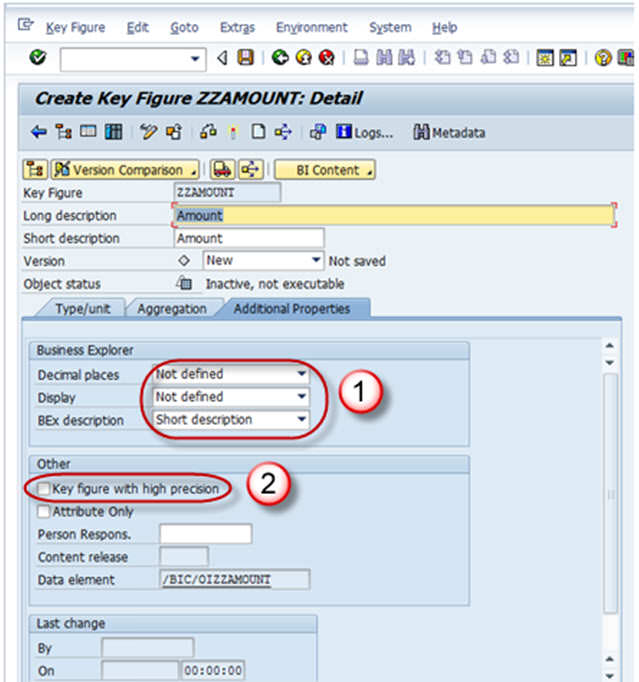 Key Figure Edit Goto Extras Environment System Help
Create Key Figure ZZAMOUNT: Detail
Logs... Metadata
Version Comparison BI Content
Key Figure ZZAMOUNT
Long description Amount
Short description Amount
Version New Not saved
Object status Inactive, not executable
Type/unit Aggregation Additional Properties
Business Explorer
Decimal places Not defined
Display Not defined
1
BEx description Short description
Other
Key figure with high precision
2
Attribute Only
Person Respons.
Content release
Data element /BIC/OIZZAMOUNT
Last change
By
On 00:00:00